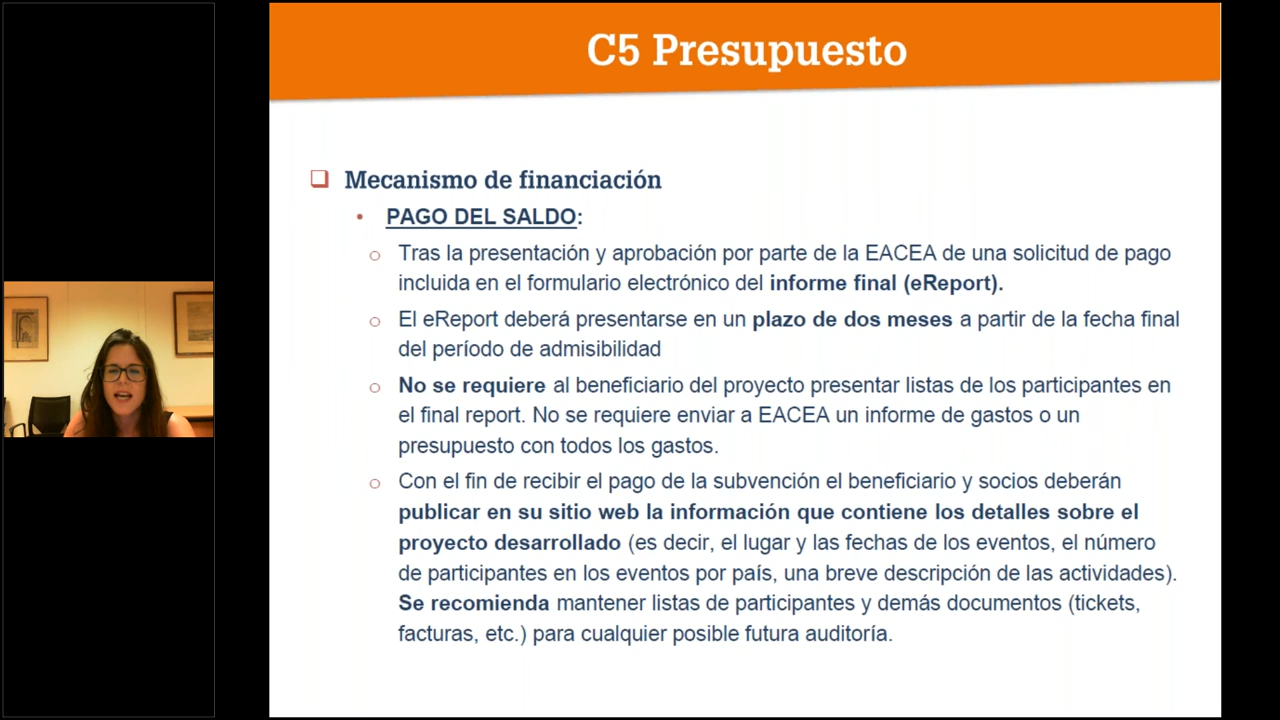 C5 Presupuesto
Mecanismo de financiación
PAGO DEL SALDO:
Tras la presentación y aprobación por parte de la EACEA de una solicitud de pago
incluida en el formulario electrónico del informe final (eReport).
El eReport deberá presentarse en un plazo de dos meses a partir de la fecha final
del período de admisibilidad
No se requiere al beneficiario del proyecto presentar listas de los participantes en
el final report. No se requiere enviar a EACEA un informe de gastos o un
presupuesto con todos los gastos.
Con el fin de recibir el pago de la subvención el beneficiario y socios deberán
publicar en su sitio web la información que contiene los detalles sobre el
proyecto desarrollado (es decir, el lugar y las fechas de los eventos, el número
de participantes en los eventos por país, una breve descripción de las actividades).
Se recomienda mantener listas de participantes y demás documentos (tickets,
facturas, etc.) para cualquier posible futura auditoría.